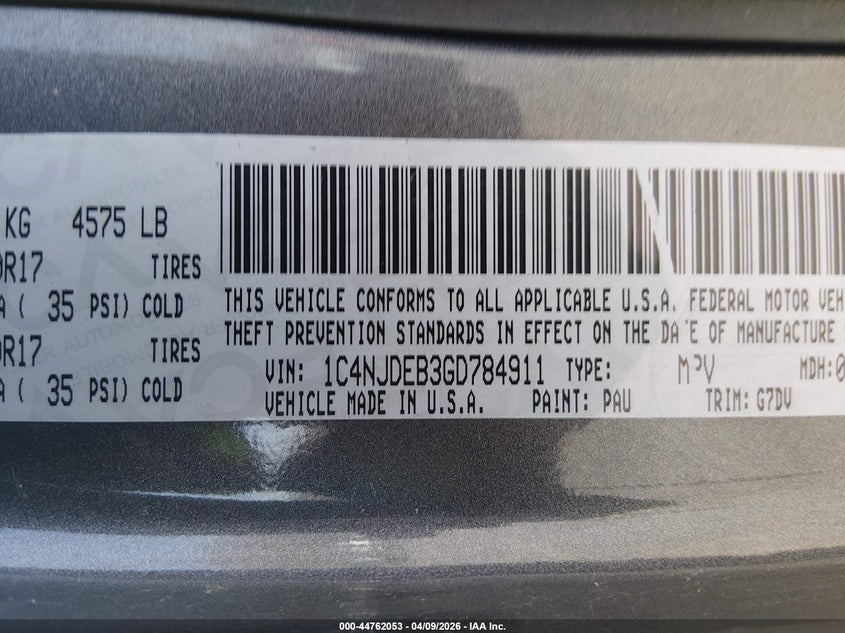 KG 4575 LB
R17 TIRES
( 35 PSI) COLD
R17 TIRES
( 35 PSI) COLD
THIS VEHICLE CONFORMS TO ALL APPLICABLE U.S.A. FEDERAL MOTOR VEH
THEFT PREVENTION STANDARDS IN EFFECT ON THE DATE OF MANUFACTURE
VIN: 1C4NJDEB3GD784911 TYPE: MPV MDH:0
VEHICLE MADE IN U.S.A. PAINT: PAU TRIM: G7DV
000-44762053 - 04/09/2026 - IAA Inc.